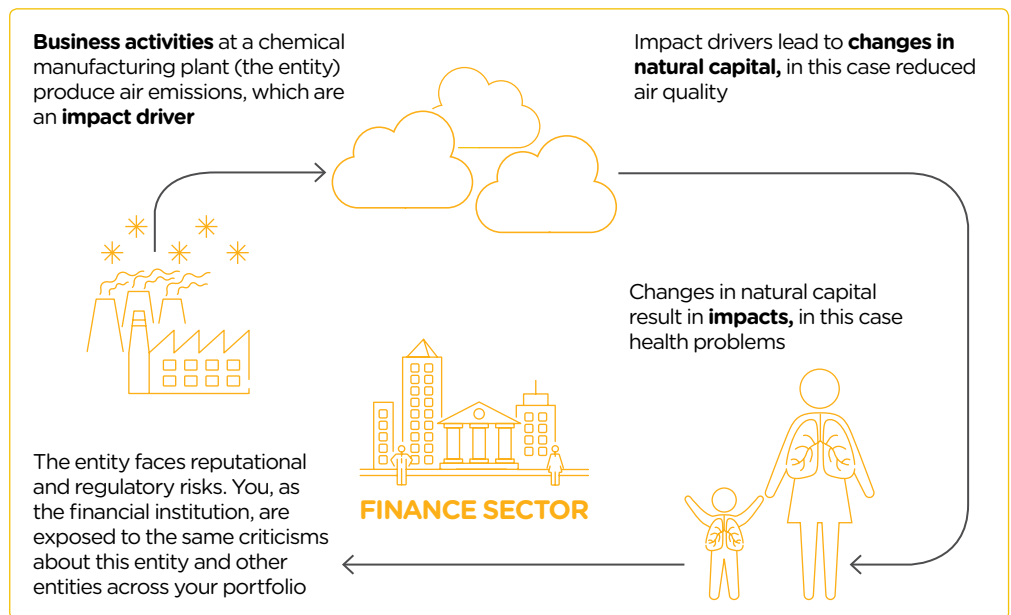 Business activities at a chemical
manufacturing plant (the entity)
produce air emissions, which are
an impact driver
Impact drivers lead to changes in
natural capital, in this case reduced
air quality
Changes in natural capital
result in impacts, in this case
health problems
The entity faces reputational
and regulatory risks. You, as
the financial institution, are
exposed to the same criticisms
about this entity and other
entities across your portfolio
FINANCE SECTOR